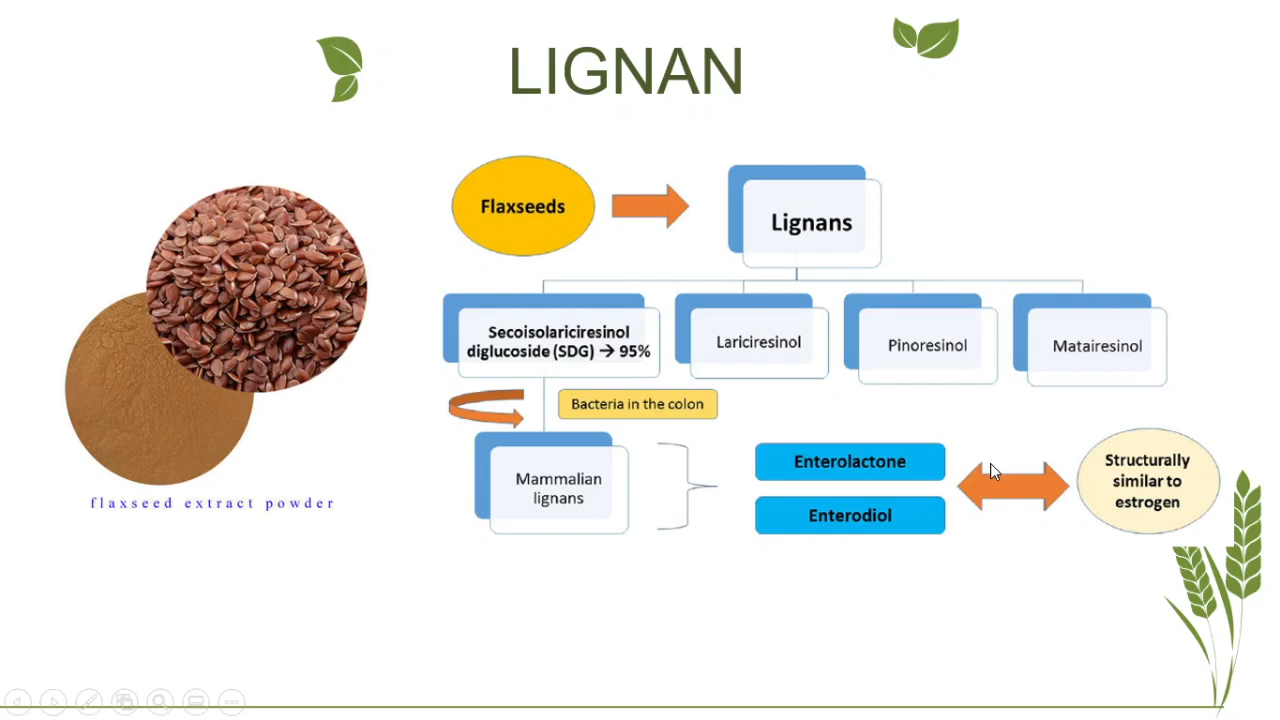 LIGNAN
Flaxseeds
Lignans
Secoisolariciresinol
diglucoside (SDG) → 95%
Lariciresinol
Pinoresinol
Matairesinol
Bacteria in the colon
Mammalian
lignans
Enterolactone
Enterodiol
Structurally
similar to
estrogen
flaxseed extract powder